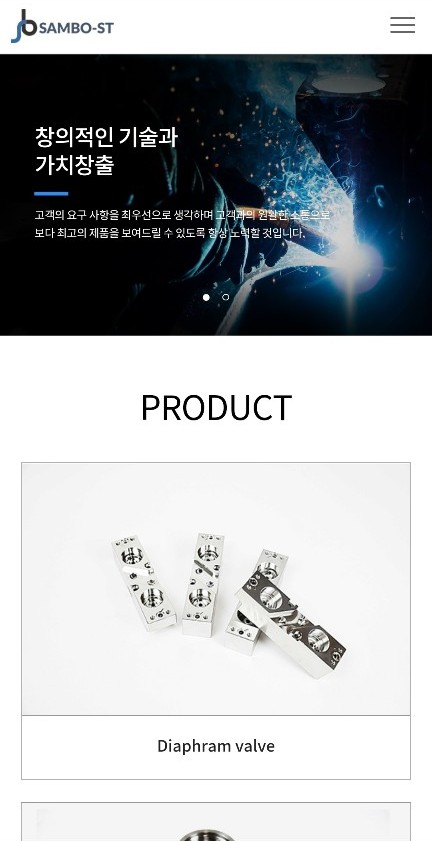 SAMBO-ST
창의적인 기술과
가치창출
고객의 요구 사항을 최우선으로 생각하며 고객과의 원활한 소통으로
보다 최고의 제품을 보여드릴 수 있도록 항상 노력할 것입니다.
PRODUCT
Diaphram valve